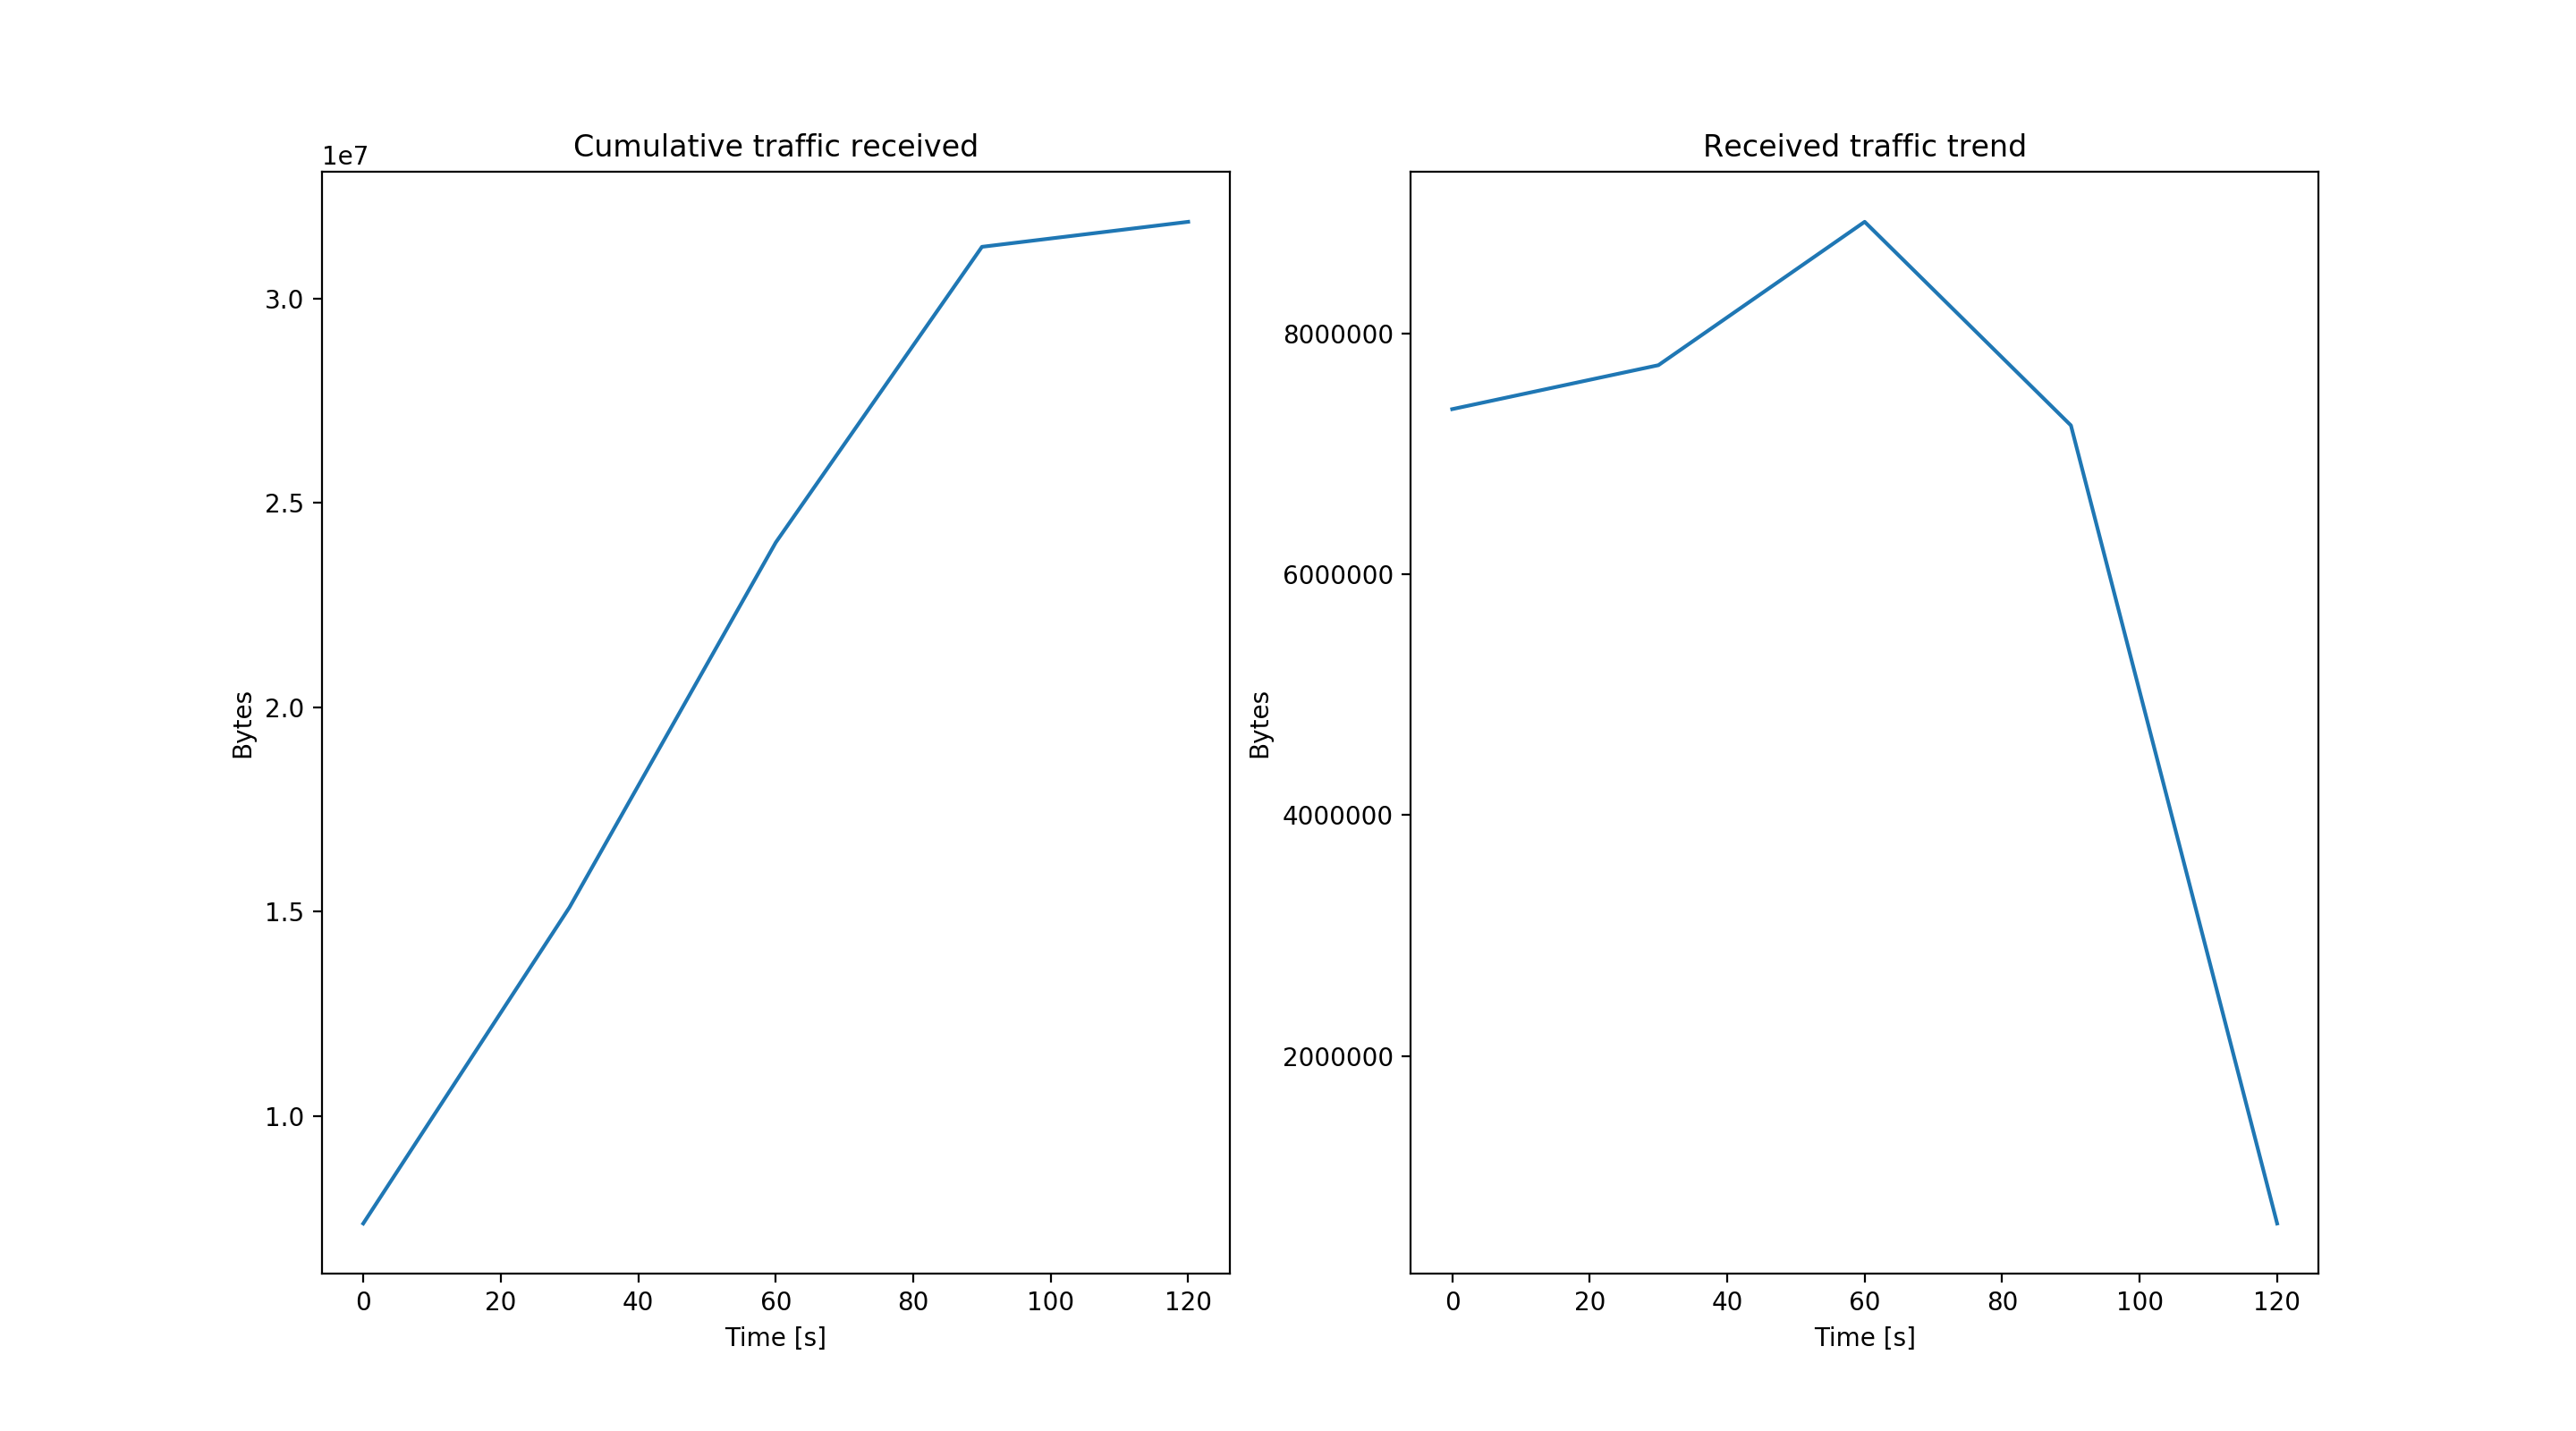 Cumulative traffic received
1e7
3.0
2.5
2.0
1.5
1.0
Bytes
0 20 40 60 80 100 120
Time [s]
Received traffic trend
8000000
6000000
4000000
2000000
Bytes
0 20 40 60 80 100 120
Time [s]